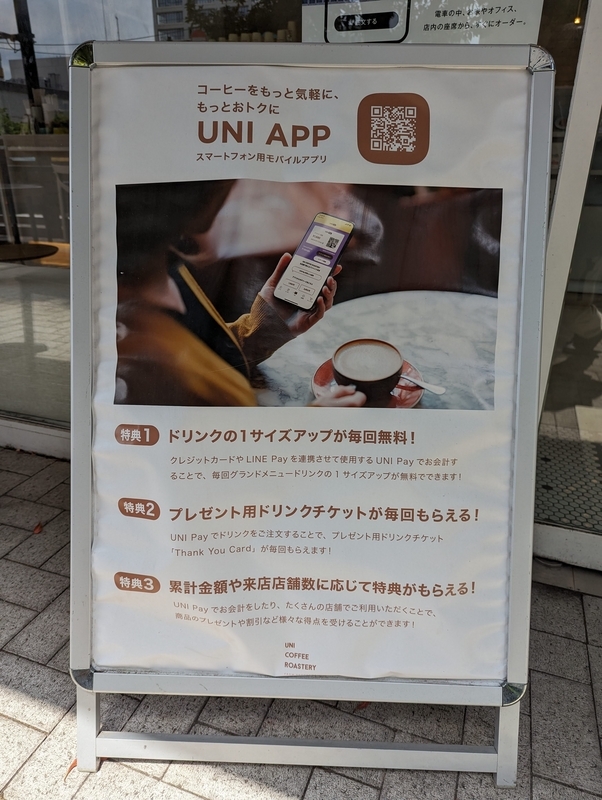 電車の中、お家やオフィス、
店内の座席から、すぐにオーダー。
コーヒーをもっと気軽に、
もっとおトクに
UNI APP
スマートフォン用モバイルアプリ
特典1 ドリンクの1サイズアップが毎回無料!
クレジットカードや LINE Pay を連携させて使用する UNI Pay でお会計す
ることで、毎回グランドメニュードリンクの 1 サイズアップが無料でできます!
特典2 プレゼント用ドリンクチケットが毎回もらえる!
UNI Pay でドリンクをご注文することで、プレゼント用ドリンクチケット
「Thank You Card」が毎回もらえます!
特典3 累計金額や来店店舗数に応じて特典がもらえる!
UNI Pay でお会計をしたり、たくさんの店舗でご利用いただくことで、
商品のプレゼントや割引など様々な得点を受けることができます!
UNI
COFFEE
ROASTERY